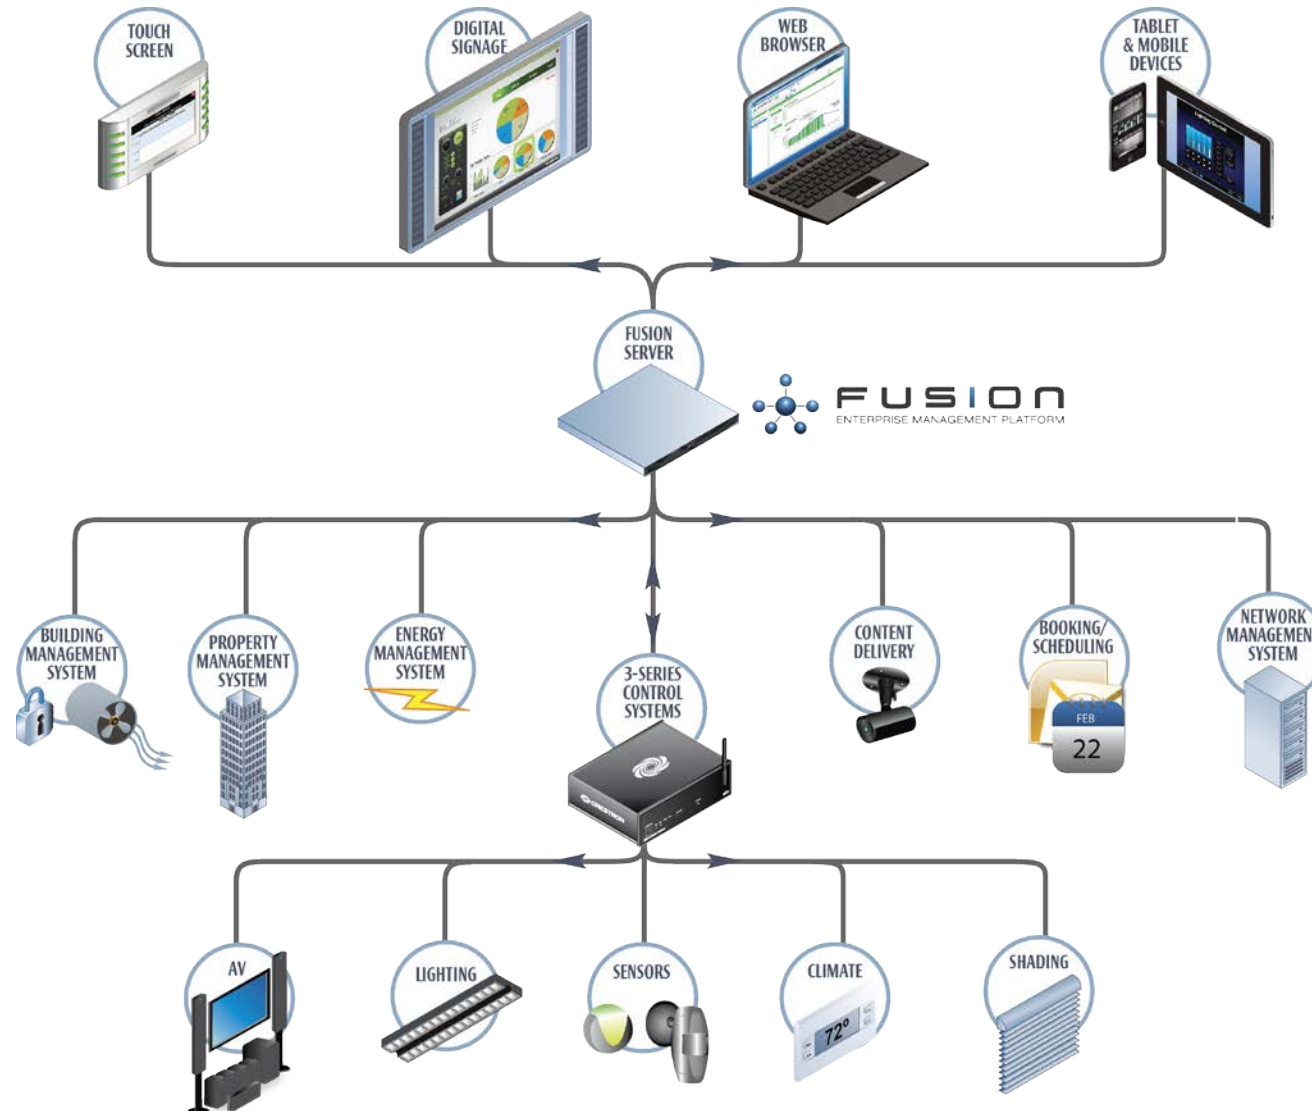 TOUCH
SCREEN
DIGITAL
SIGNAGE
WEB
BROWSER
TABLET
& MOBILE
DEVICES
FUSION
SERVER
FUSION
ENTERPRISE MANAGEMENT PLATFORM
BUILDING
MANAGEMENT
SYSTEM
PROPERTY
MANAGEMENT
SYSTEM
ENERGY
MANAGEMENT
SYSTEM
3-SERIES
CONTROL
SYSTEMS
CONTENT
DELIVERY
BOOKING/
SCHEDULING
FEB
22
NETWORK
MANAGEMEN
SYSTEM
CRESTRON
AV
LIGHTING
SENSORS
CLIMATE
72°
SHADING